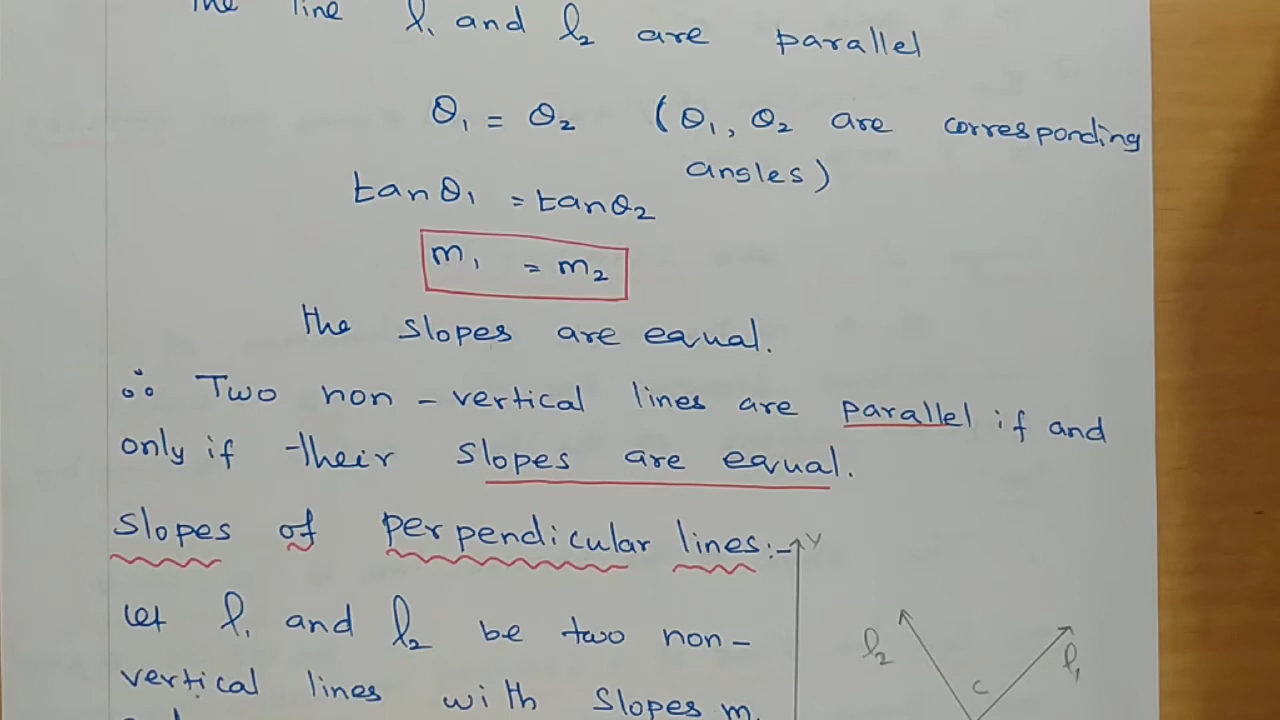 The line l₁ and l₂ are parallel
θ₁ = θ₂ (θ₁, θ₂ are corresponding
angles)
tanθ₁ = tanθ₂
m₁ = m₂
the slopes are equal.
∴ Two non-vertical lines are parallel if and
only if their slopes are equal.
Slopes of perpendicular lines:-
Y
Let l₁ and l₂ be two non-
vertical lines with slopes m₁
l₂
l₁
C